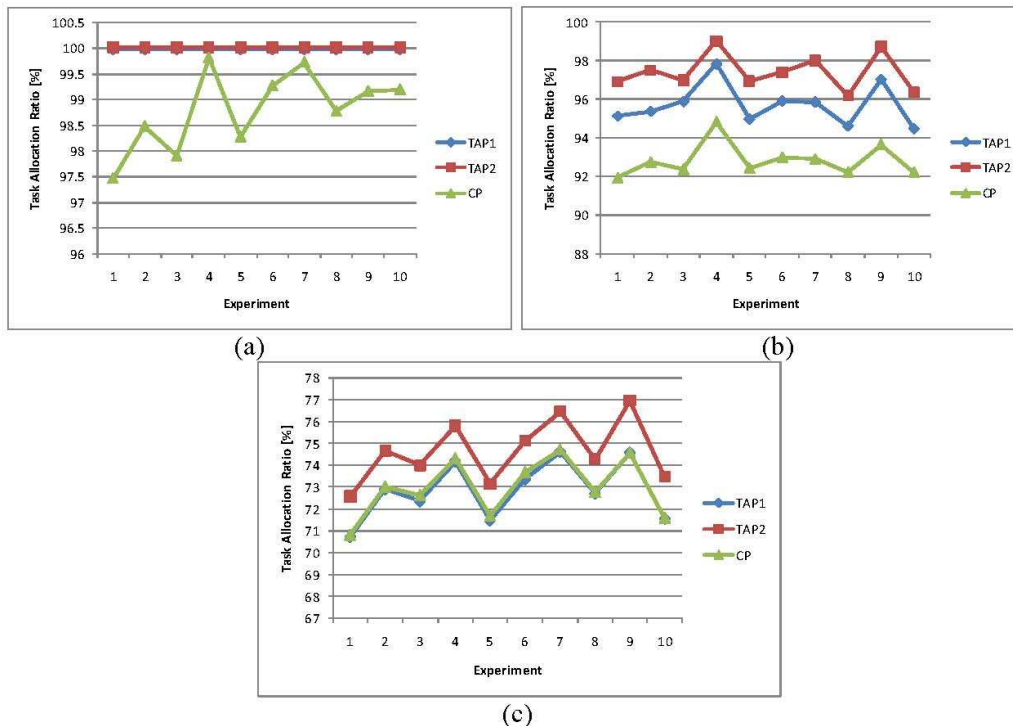 100.5
100
99.5
99
98.5
98
97.5
97
96.5
96
Task Allocation Ratio [%]
1 2 3 4 5 6 7 8 9 10
Experiment
TAP1
TAP2
CP
(a)
100
98
96
94
92
90
88
Task Allocation Ratio [%]
1 2 3 4 5 6 7 8 9 10
Experiment
TAP1
TAP2
CP
(b)
78
77
76
75
74
73
72
71
70
69
68
67
Task Allocation Ratio [%]
1 2 3 4 5 6 7 8 9 10
Experiment
TAP1
TAP2
CP
(c)